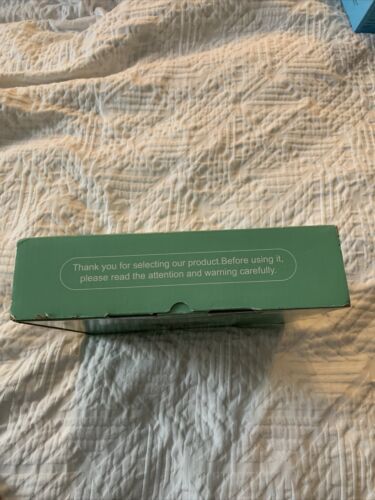 Thank you for selecting our product.Before using it,
please read the attention and warning carefully.